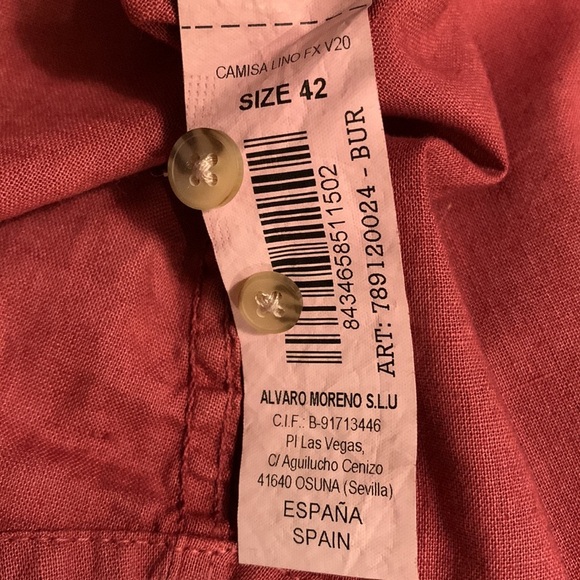 CAMISA LINO FX V20
SIZE 42
8434658511502
ART: 789120024 - BUR
ALVARO MORENO S.L.U
C.I.F.: B-91713446
Pl Las Vegas,
C/ Aguilucho Cenizo
41640 OSUNA (Sevilla)
ESPAÑA
SPAIN